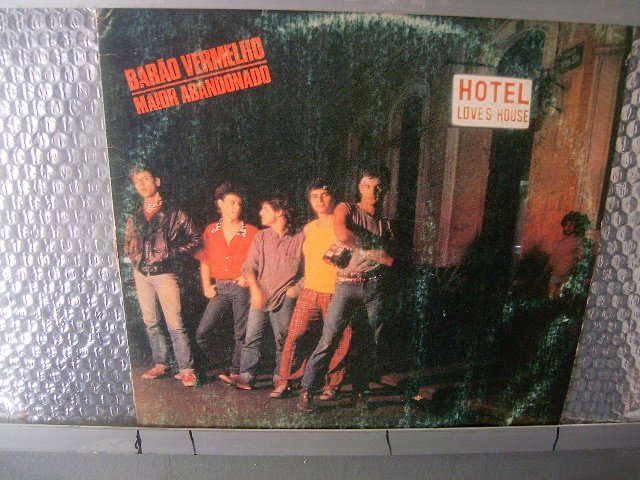 BARÃO VERMELHO
MAIOR ABANDONADO
HOTEL
LOVE'S HOUSE